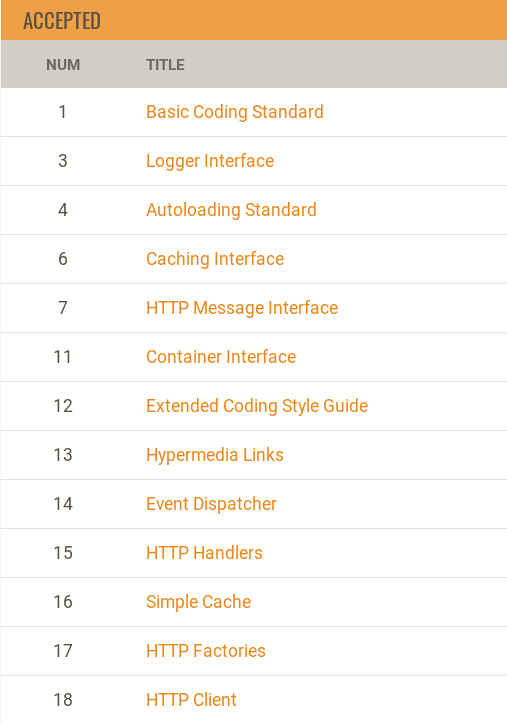 ACCEPTED
NUM TITLE
1 Basic Coding Standard
3 Logger Interface
4 Autoloading Standard
6 Caching Interface
7 HTTP Message Interface
11 Container Interface
12 Extended Coding Style Guide
13 Hypermedia Links
14 Event Dispatcher
15 HTTP Handlers
16 Simple Cache
17 HTTP Factories
18 HTTP Client